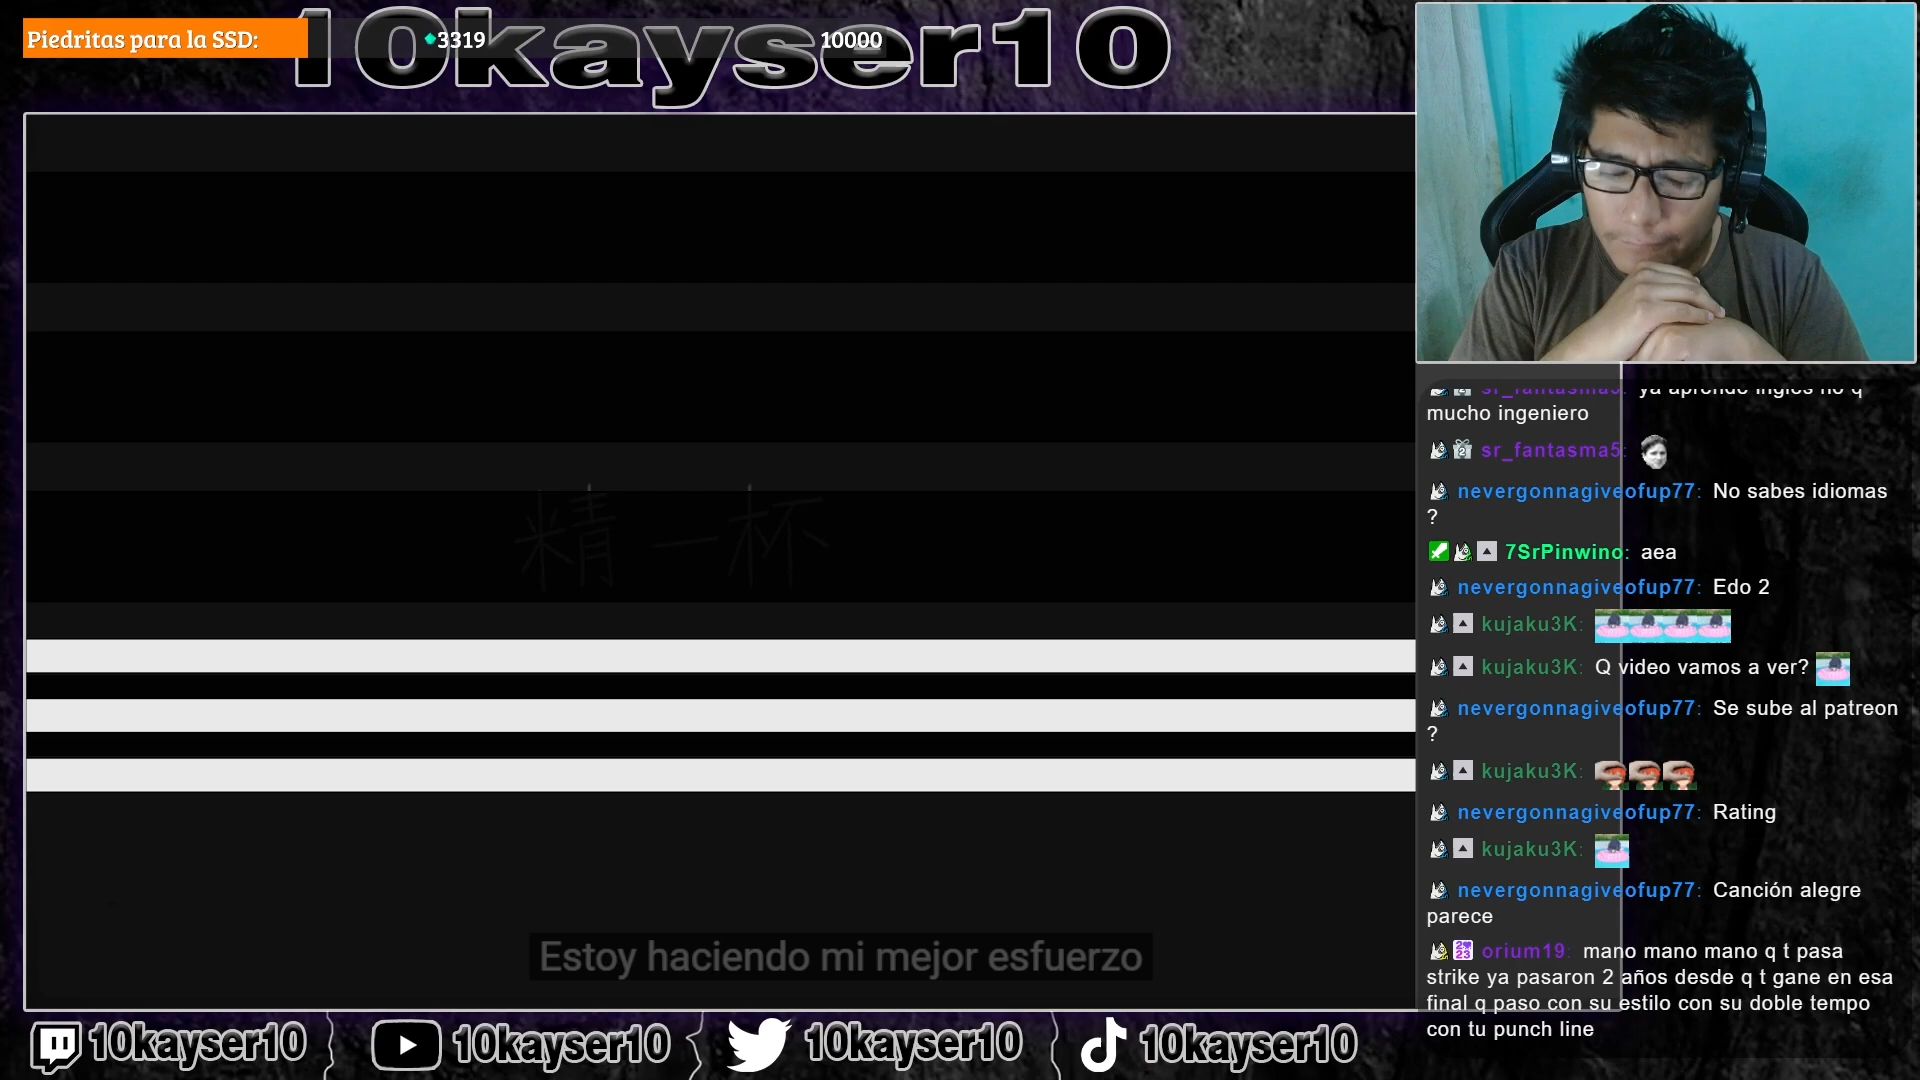 Piedritas para la SSD:
3319
10000
10kayser10
精一杯
Estoy haciendo mi mejor esfuerzo
mucho ingeniero
sr_fantasma5:
nevergonnagiveofup77: No sabes idiomas
?
7SrPinwino: aea
nevergonnagiveofup77: Edo 2
kujaku3K:
kujaku3K: Q video vamos a ver?
nevergonnagiveofup77: Se sube al patreon
?
kujaku3K:
nevergonnagiveofup77: Rating
kujaku3K:
nevergonnagiveofup77: Canción alegre
parece
orium19: mano mano mano q t pasa
strike ya pasaron 2 años desde q t gane en esa
final q paso con su estilo con su doble tempo
con tu punch line
10kayser10
10kayser10
10kayser10
10kayser10